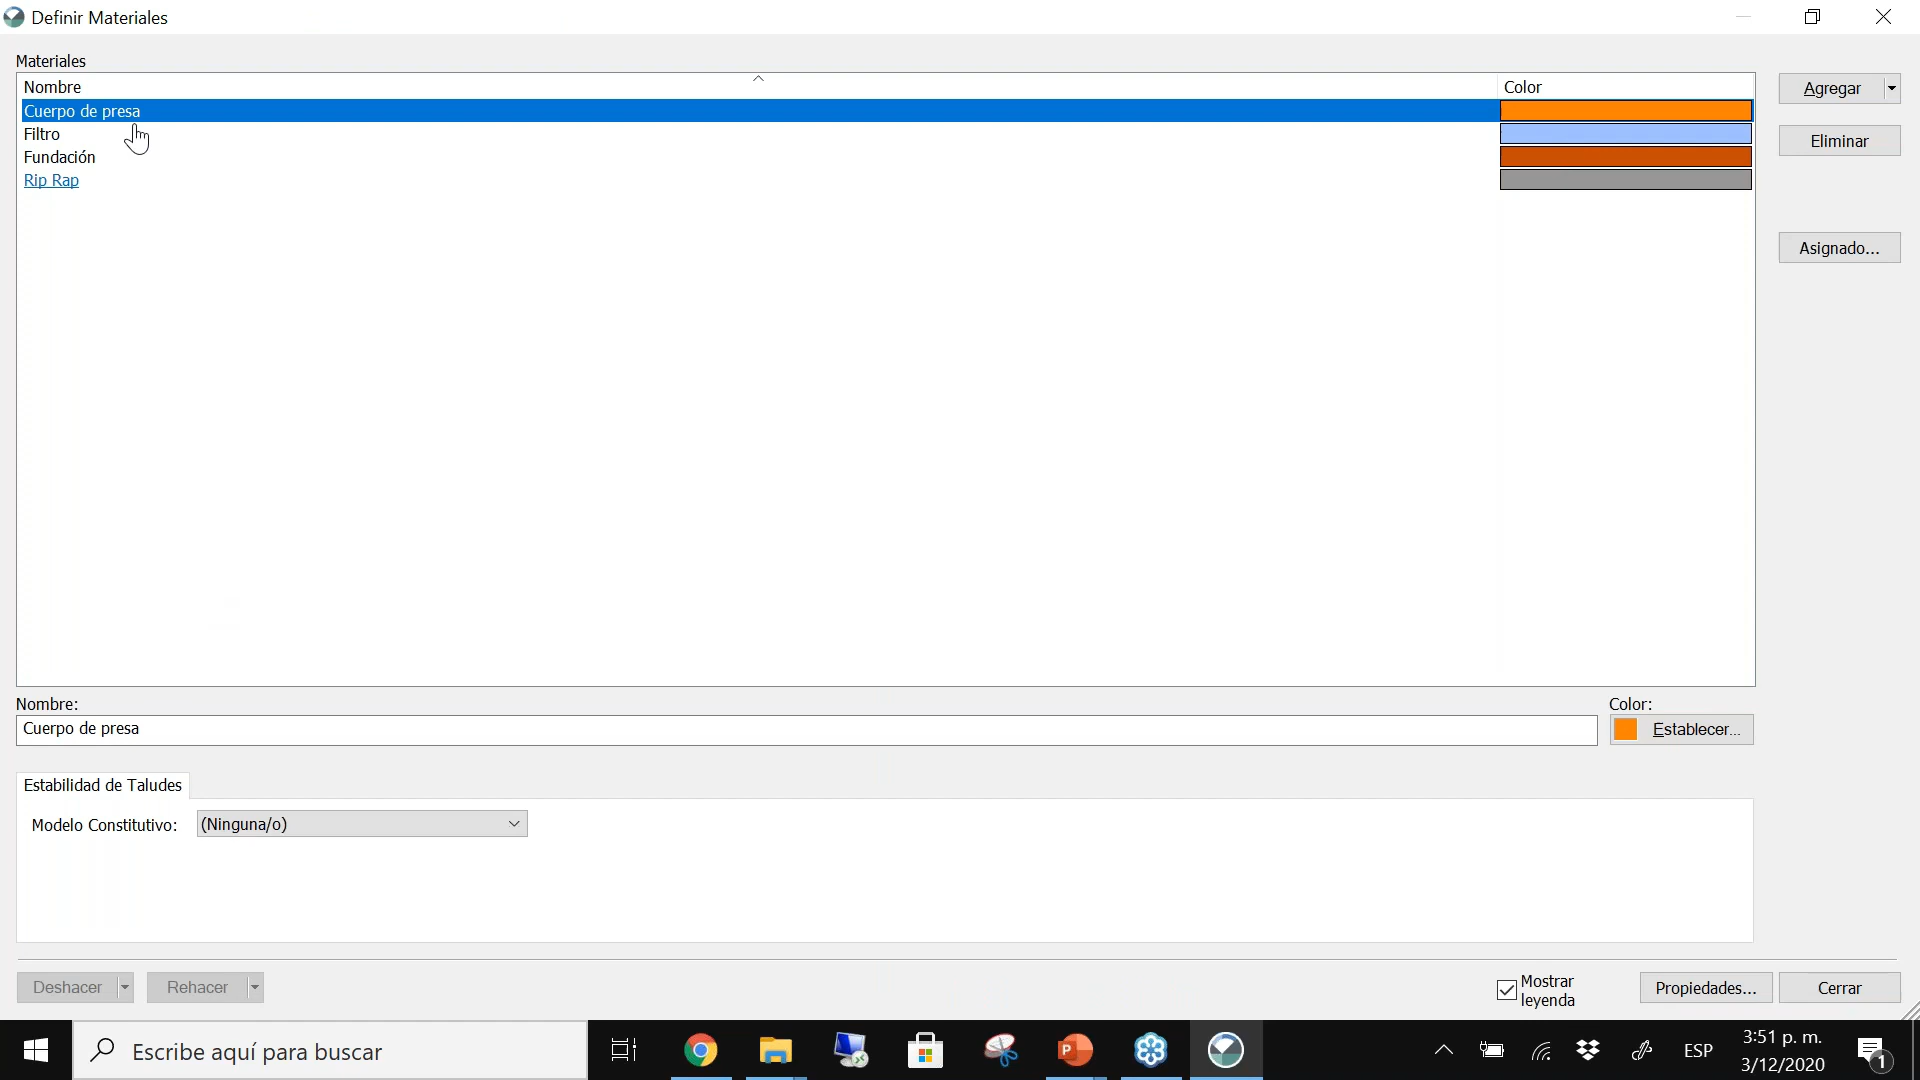 Definir Materiales
Materiales
Nombre Color
Cuerpo de presa
Filtro
Fundación
Rip Rap
Agregar
Eliminar
Asignado...
Nombre:
Cuerpo de presa
Color:
Establecer...
Estabilidad de Taludes
Modelo Constitutivo: (Ninguna/o)
Deshacer Rehacer
Mostrar
leyenda
Propiedades... Cerrar
Escribe aquí para buscar
P
ESP
3:51 p. m.
3/12/2020
1